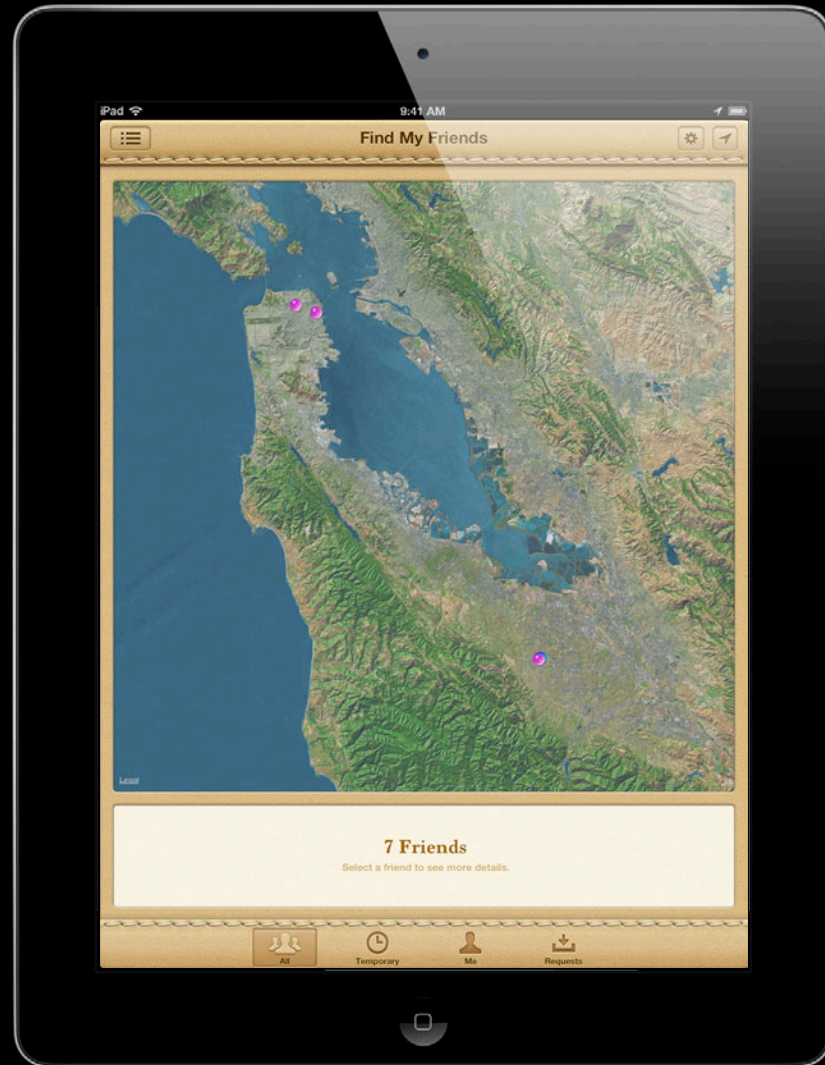 iPad
9:41 AM
Find My Friends
Legal
7 Friends
Select a friend to see more details.
All
Temporary
Me
Requests